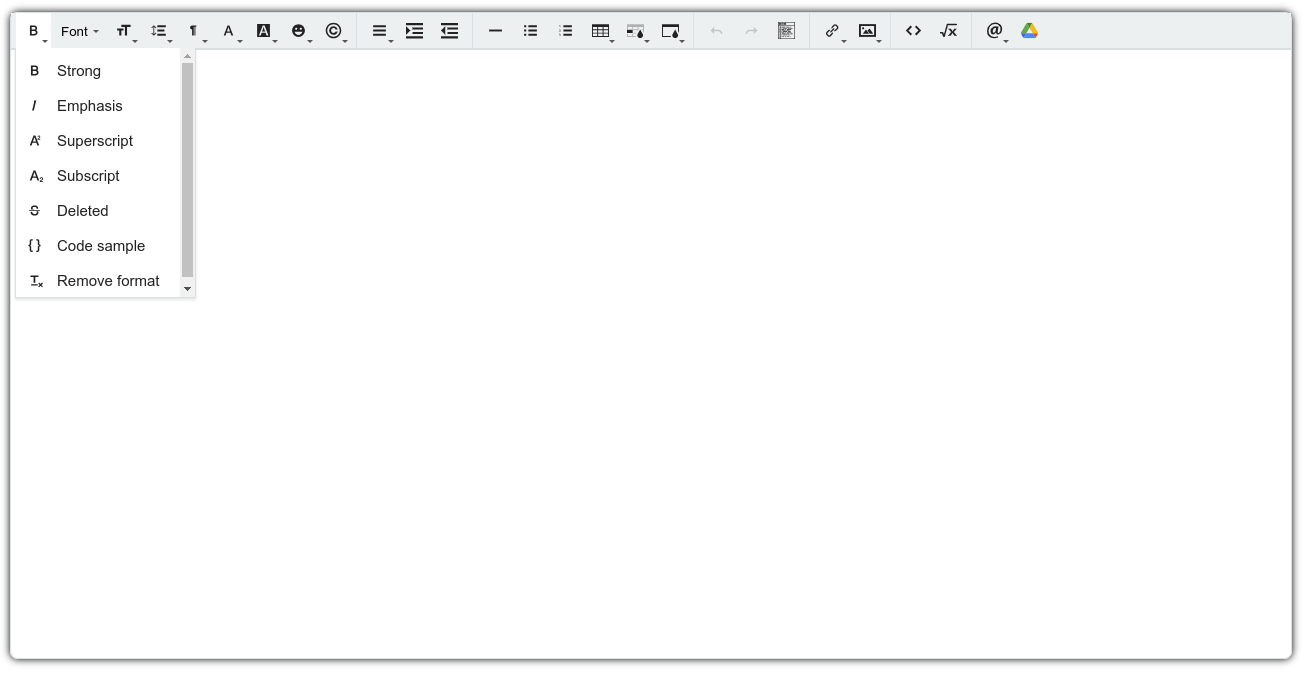 Font
Strong
Emphasis
Superscript
Subscript
Deleted
Code sample
Remove format